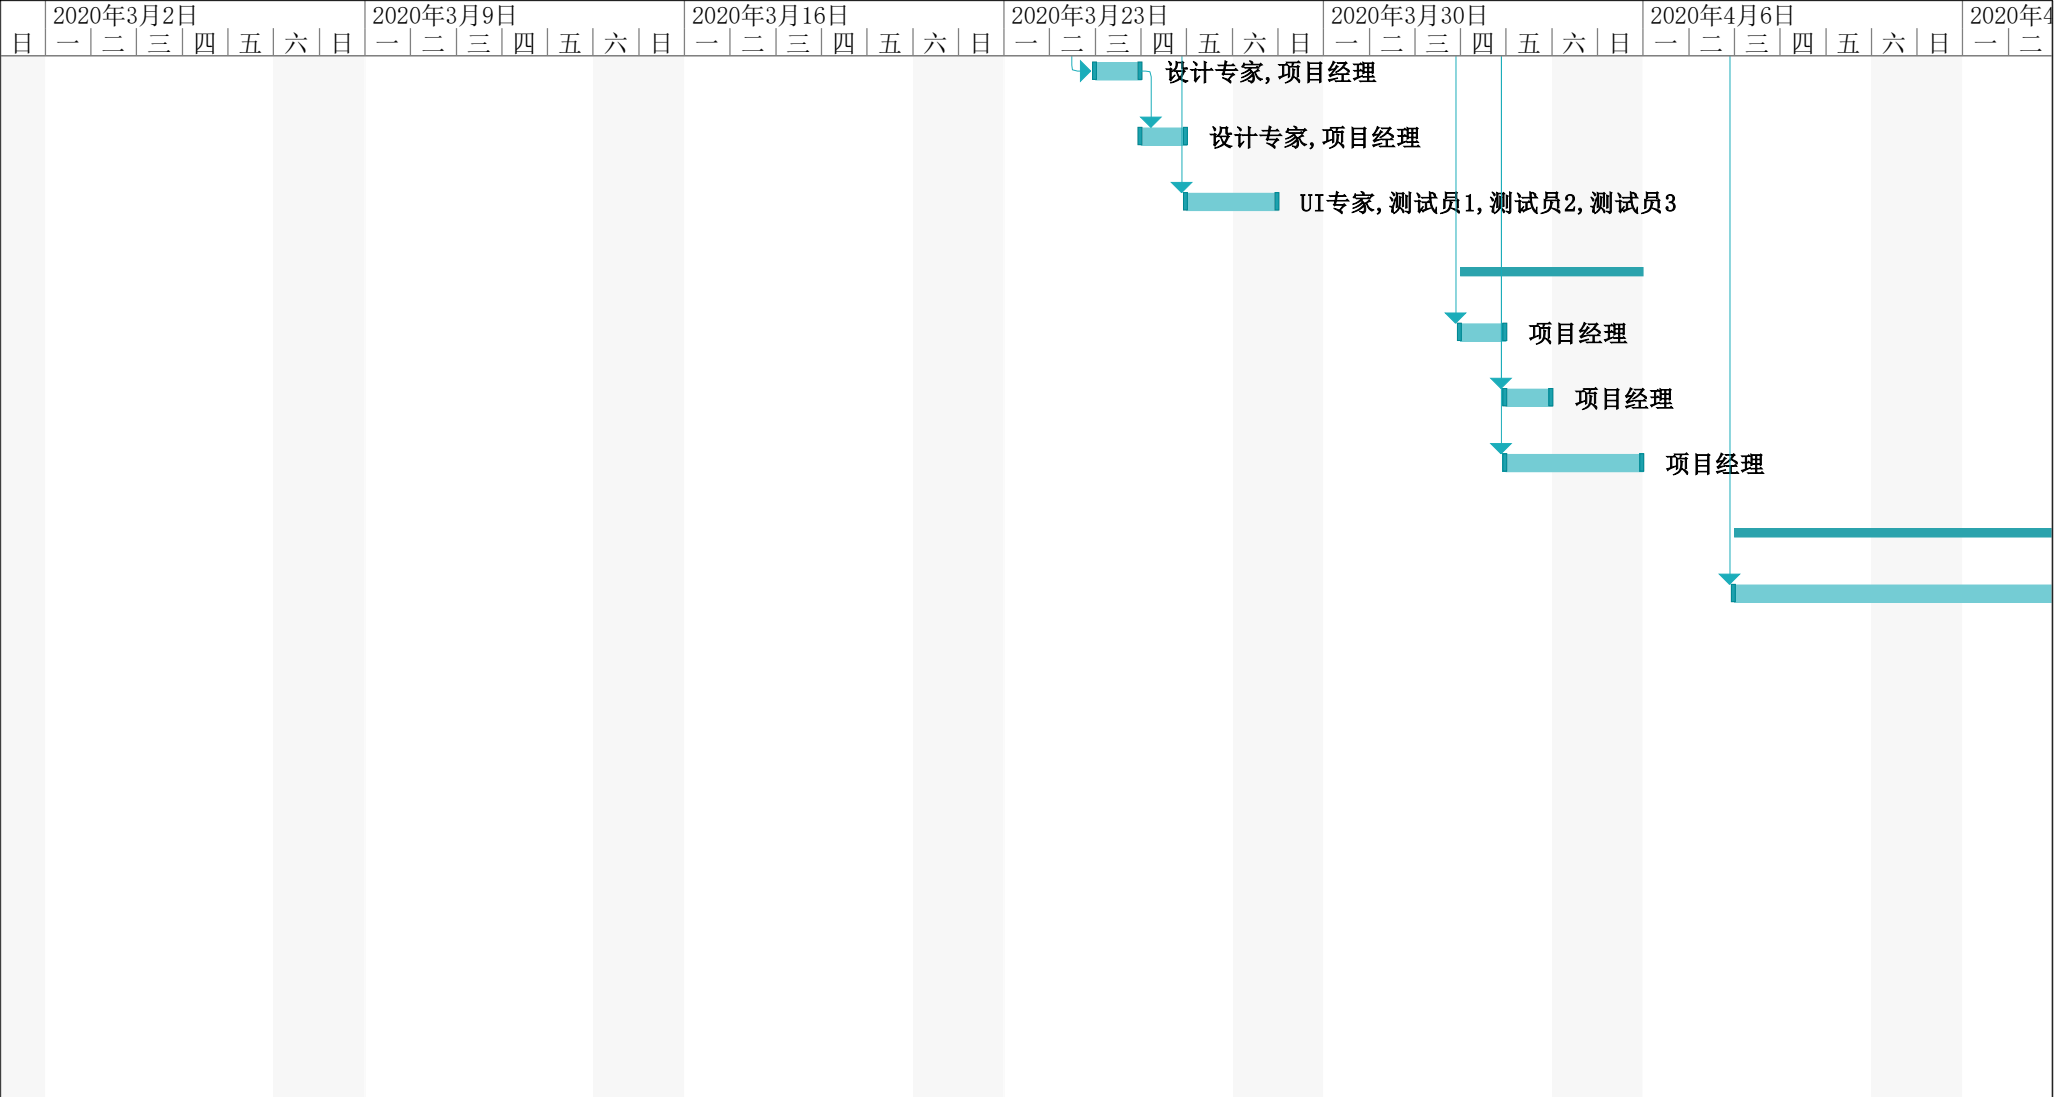 2020年3月2日 2020年3月9日 2020年3月16日 2020年3月23日 2020年3月30日 2020年4月6日 2020年4
日 一 二 三 四 五 六 日 一 二 三 四 五 六 日 一 二 三 四 五 六 日 一 二 三 四 五 六 日 一 二 三 四 五 六 日 一 二 三 四 五 六 日 一 二
设计专家,项目经理
设计专家,项目经理
UI专家,测试员1,测试员2,测试员3
项目经理
项目经理
项目经理